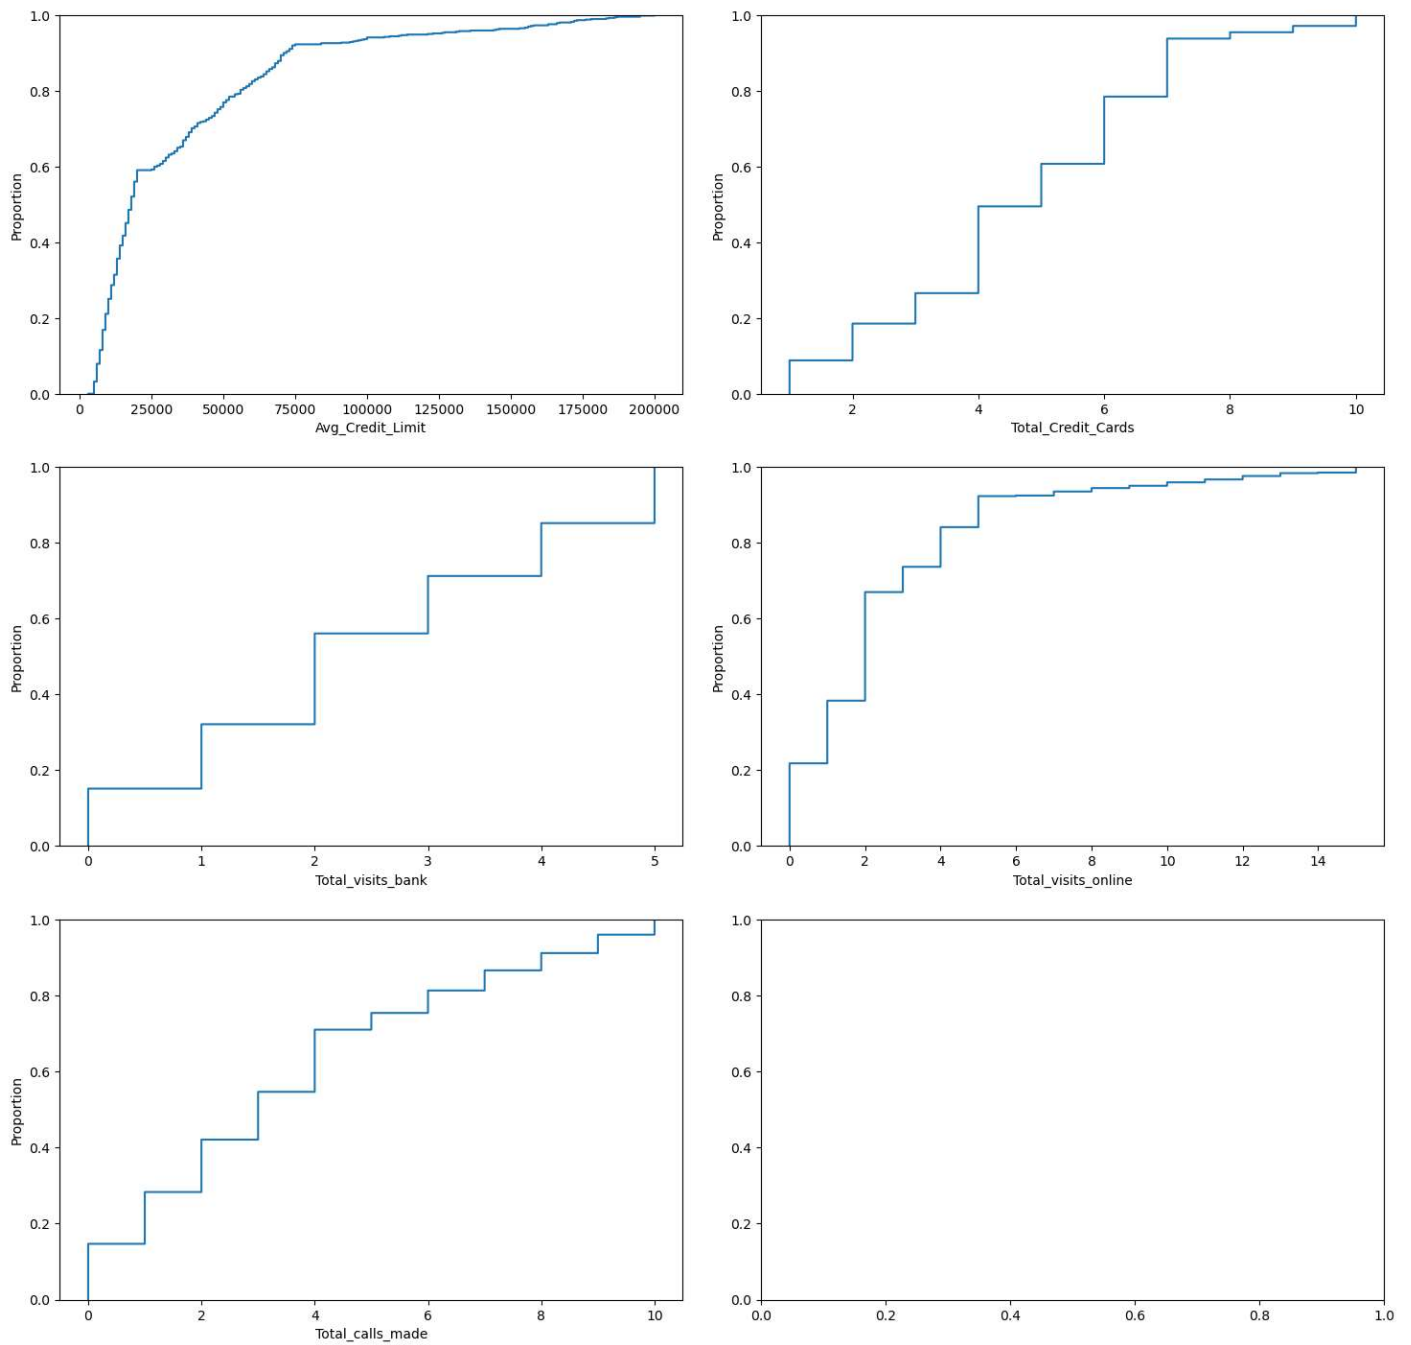 1.0
0.8
0.6
0.4
0.2
0.0
Proportion
0 25000 50000 75000 100000 125000 150000 175000 200000
Avg_Credit_Limit
1.0
0.8
0.6
0.4
0.2
0.0
Proportion
2 4 6 8 10
Total_Credit_Cards
1.0
0.8
0.6
0.4
0.2
0.0
Proportion
0 1 2 3 4 5
Total_visits_bank
1.0
0.8
0.6
0.4
0.2
0.0
Proportion
0 2 4 6 8 10 12 14
Total_visits_online
1.0
0.8
0.6
0.4
0.2
0.0
Proportion
0 2 4 6 8 10
Total_calls_made
1.0
0.8
0.6
0.4
0.2
0.0
0.0 0.2 0.4 0.6 0.8 1.0